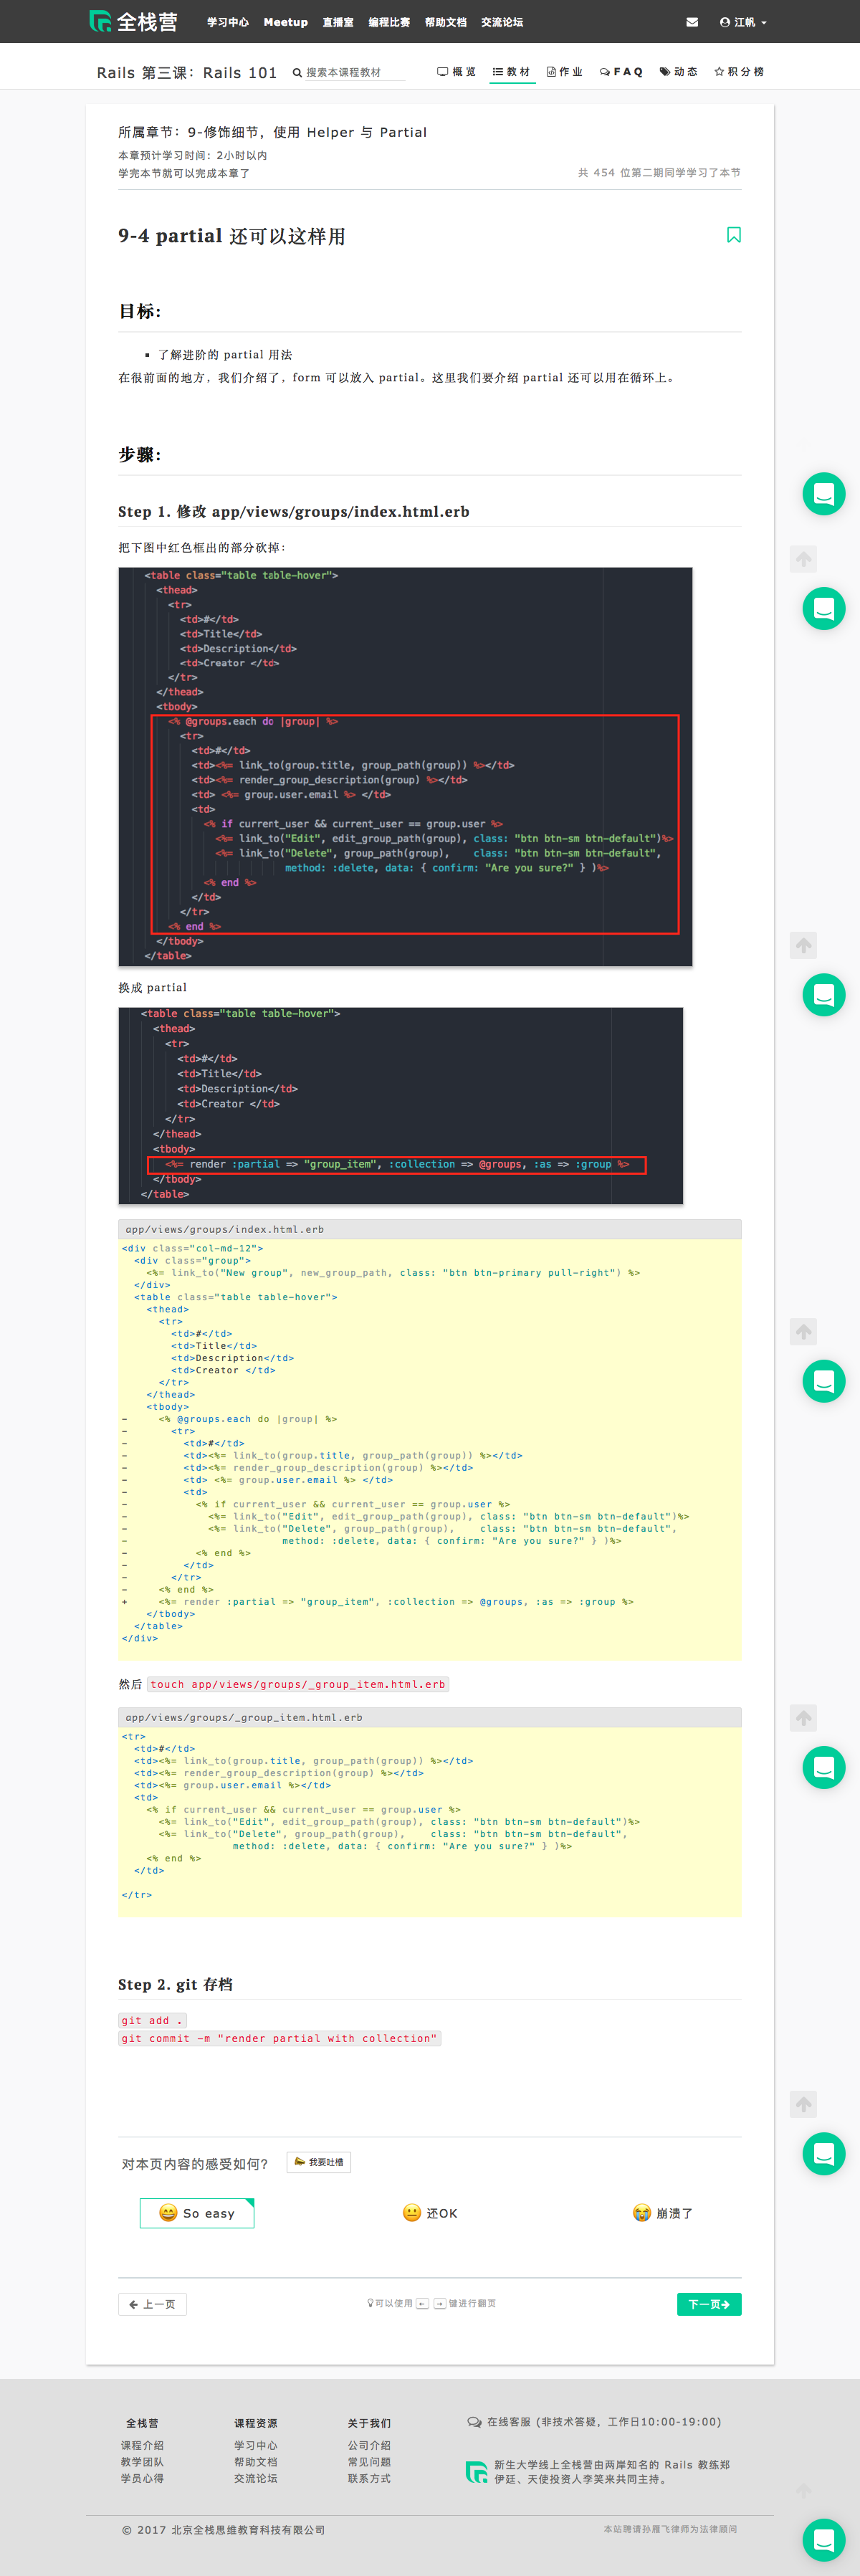 全栈营 学习中心 Meetup 直播室 编程比赛 帮助文档 交流论坛 江帆
Rails 第三课：Rails 101 搜索本课程教材 概览 教材 作业 FAQ 动态 积分榜
所属章节：9-修饰细节，使用 Helper 与 Partial
本章预计学习时间：2小时以内
学完本节就可以完成本章了 共 454 位第二期同学学习了本节
9-4 partial 还可以这样用
目标：
▪ 了解进阶的 partial 用法
在很前面的地方，我们介绍了，form 可以放入 partial。这里我们要介绍 partial 还可以用在循环上。
步骤：
Step 1. 修改 app/views/groups/index.html.erb
把下图中红色框出的部分砍掉：
<table class="table table-hover">
<thead>
<tr>
<td>#</td>
<td>Title</td>
<td>Description</td>
<td>Creator </td>
</tr>
</thead>
<tbody>
<% @groups.each do |group| %>
<tr>
<td>#</td>
<td><%= link_to(group.title, group_path(group)) %></td>
<td><%= render_group_description(group) %></td>
<td> <%= group.user.email %> </td>
<td>
<% if current_user && current_user == group.user %>
<%= link_to("Edit", edit_group_path(group), class: "btn btn-sm btn-default")%>
<%= link_to("Delete", group_path(group),    class: "btn btn-sm btn-default",
method: :delete, data: { confirm: "Are you sure?" } )%>
<% end %>
</td>
</tr>
<% end %>
</tbody>
</table>
换成 partial
<table class="table table-hover">
<thead>
<tr>
<td>#</td>
<td>Title</td>
<td>Description</td>
<td>Creator </td>
</tr>
</thead>
<tbody>
<%= render :partial => "group_item", :collection => @groups, :as => :group %>
</tbody>
</table>
app/views/groups/index.html.erb
<div class="col-md-12">
<div class="group">
<%= link_to("New group", new_group_path, class: "btn btn-primary pull-right") %>
</div>
<table class="table table-hover">
<thead>
<tr>
<td>#</td>
<td>Title</td>
<td>Description</td>
<td>Creator </td>
</tr>
</thead>
<tbody>
- <% @groups.each do |group| %>
- <tr>
- <td>#</td>
- <td><%= link_to(group.title, group_path(group)) %></td>
- <td><%= render_group_description(group) %></td>
- <td> <%= group.user.email %> </td>
- <td>
- <% if current_user && current_user == group.user %>
- <%= link_to("Edit", edit_group_path(group), class: "btn btn-sm btn-default")%>
- <%= link_to("Delete", group_path(group),    class: "btn btn-sm btn-default",
- method: :delete, data: { confirm: "Are you sure?" } )%>
- <% end %>
- </td>
- </tr>
- <% end %>
+ <%= render :partial => "group_item", :collection => @groups, :as => :group %>
</tbody>
</table>
</div>
然后 touch app/views/groups/_group_item.html.erb
app/views/groups/_group_item.html.erb
<tr>
<td>#</td>
<td><%= link_to(group.title, group_path(group)) %></td>
<td><%= render_group_description(group) %></td>
<td><%= group.user.email %></td>
<td>
<% if current_user && current_user == group.user %>
<%= link_to("Edit", edit_group_path(group), class: "btn btn-sm btn-default")%>
<%= link_to("Delete", group_path(group),    class: "btn btn-sm btn-default",
method: :delete, data: { confirm: "Are you sure?" } )%>
<% end %>
</td>
</tr>
Step 2. git 存档
git add .
git commit -m "render partial with collection"
对本页内容的感受如何？ 我要吐槽
So easy 还OK 崩溃了
← 上一页 可以使用 ← → 键进行翻页 下一页→
全栈营 课程资源 关于我们 在线客服 (非技术答疑，工作日10:00-19:00)
课程介绍 学习中心 公司介绍
教学团队 帮助文档 常见问题 新生大学线上全栈营由两岸知名的 Rails 教练郑
学员心得 交流论坛 联系方式 伊廷、天使投资人李笑来共同主持。
© 2017 北京全栈思维教育科技有限公司 本站聘请孙雁飞律师为法律顾问